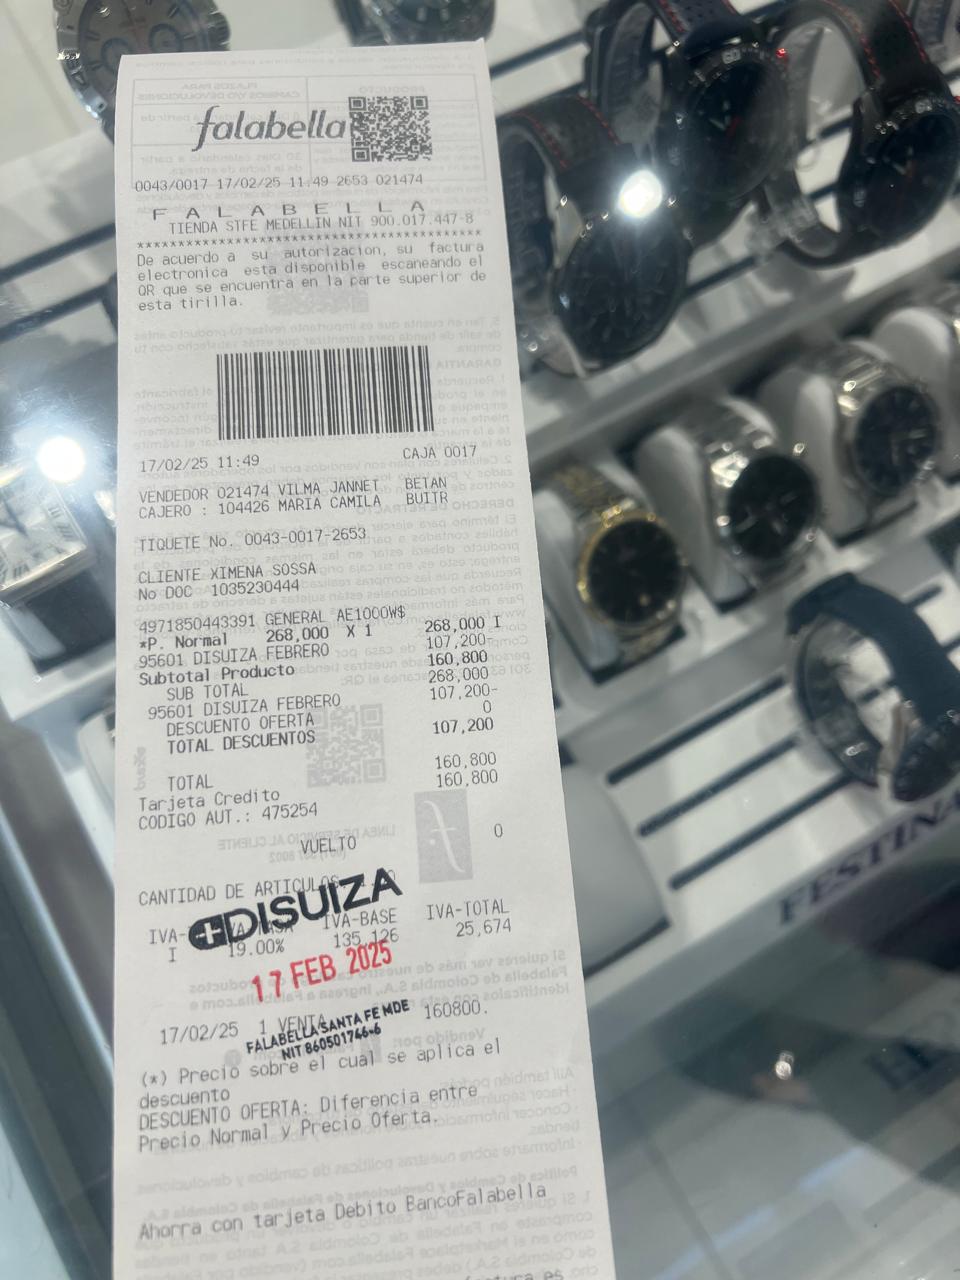 falabella
0043/0017 17/02/25 11:49 2653 021474
F A L A B E L L A
TIENDA STFE MEDELLIN NIT 900.017.447-8
****************************************
De acuerdo a su autorizacion, su factura
electronica esta disponible escaneando el
QR que se encuentra en la parte superior de
esta tirilla.
17/02/25 11:49 CAJA 0017
VENDEDOR 021474 VILMA JANNET BETAN
CAJERO : 104426 MARIA CAMILA BUITR
TIQUETE No. 0043-0017-2653
CLIENTE XIMENA SOSSA
No DOC 1035230444
4971850443391 GENERAL AE1000W$
*P. Normal 268,000 X 1 268,000 I
95601 DISUIZA FEBRERO 107,200-
Subtotal Producto 160,800
SUB TOTAL 268,000
95601 DISUIZA FEBRERO 107,200-
DESCUENTO OFERTA 0
TOTAL DESCUENTOS 107,200
TOTAL 160,800
Tarjeta Credito 160,800
CODIGO AUT.: 475254
VUELTO 0
CANTIDAD DE ARTICUL
DISUIZA
IVA- IVA-BASE IVA-TOTAL
I 19.00% 135,126 25,674
17 FEB 2025
17/02/25 1 VENTA 160800.
FALABELLA SANTA FE MDE
NIT 860501746-6
(*) Precio sobre el cual se aplica el
descuento
DESCUENTO OFERTA: Diferencia entre
Precio Normal y Precio Oferta.
Ahorra con tarjeta Debito BancoFalabella
FESTINA